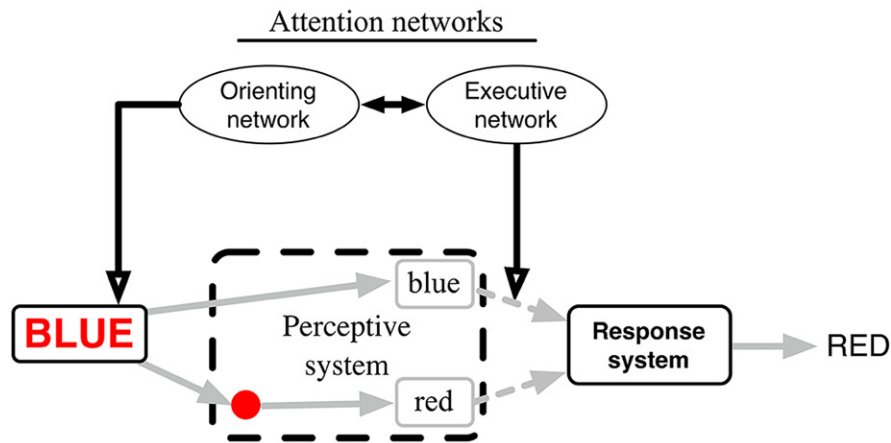 Attention networks
Orienting
network
Executive
network
blue
BLUE
Perceptive
system
Response
system
RED
red